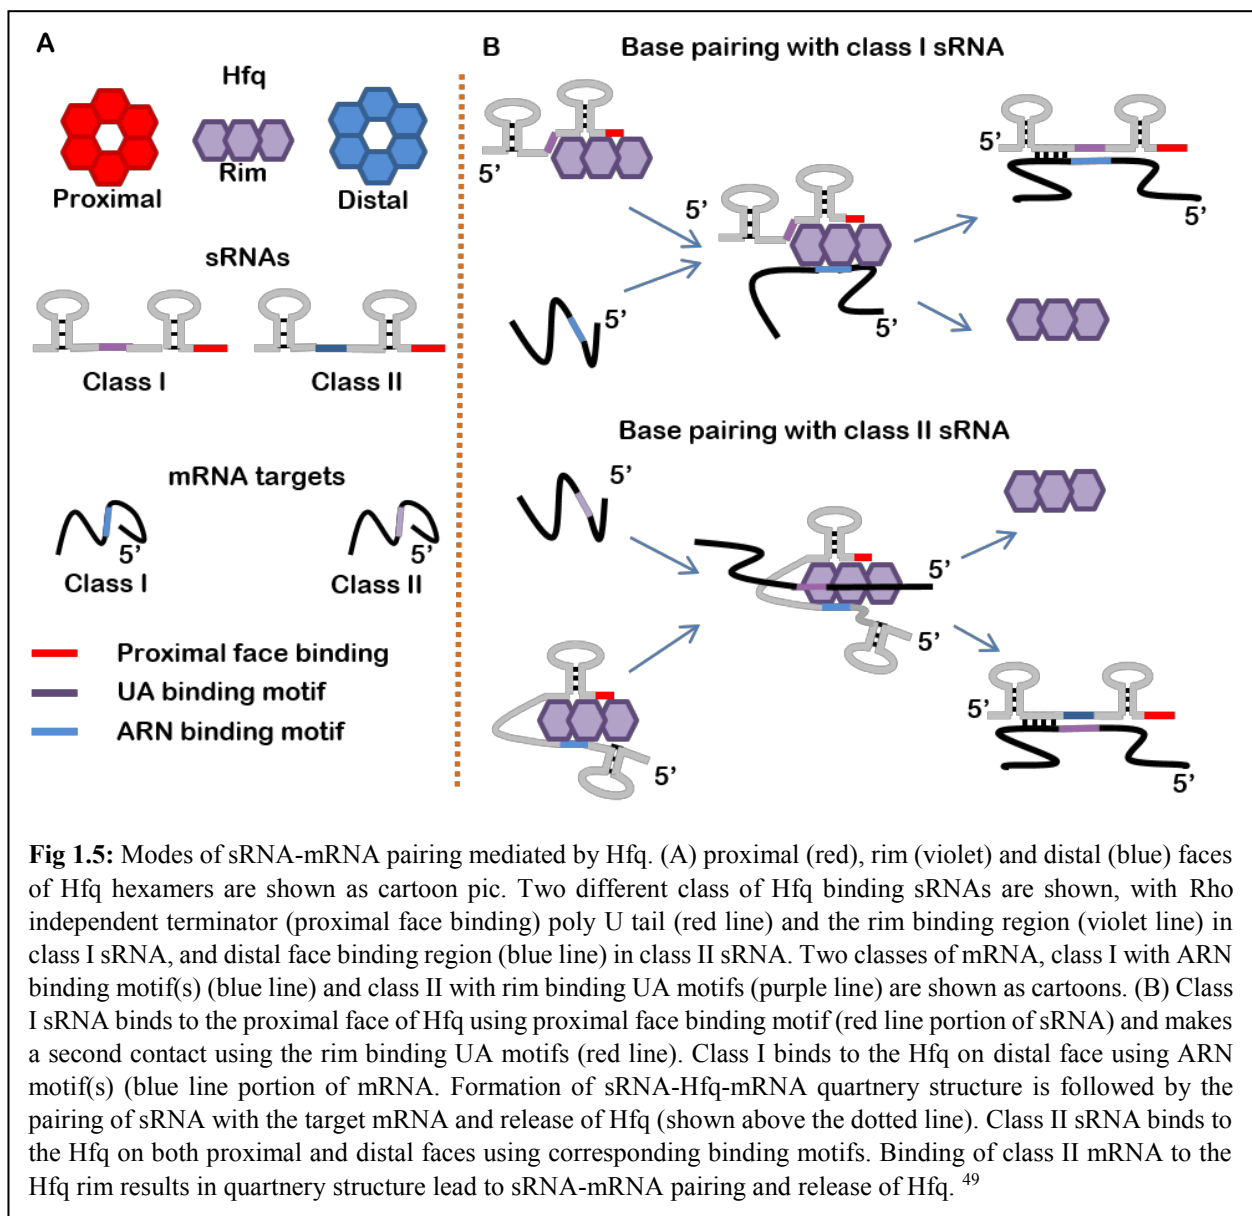 A
Hfq
Proximal
Rim
Distal
sRNAs
Class I
Class II
mRNA targets
5’
Class I
5’
Class II
Proximal face binding
UA binding motif
ARN binding motif
B
Base pairing with class I sRNA
5’
5’
5’
5’
5’
5’
Base pairing with class II sRNA
5’
5’
5’
5’
5’
5’
Fig 1.5: Modes of sRNA-mRNA pairing mediated by Hfq. (A) proximal (red), rim (violet) and distal (blue) faces
of Hfq hexamers are shown as cartoon pic. Two different class of Hfq binding sRNAs are shown, with Rho
independent terminator (proximal face binding) poly U tail (red line) and the rim binding region (violet line) in
class I sRNA, and distal face binding region (blue line) in class II sRNA. Two classes of mRNA, class I with ARN
binding motif(s) (blue line) and class II with rim binding UA motifs (purple line) are shown as cartoons. (B) Class
I sRNA binds to the proximal face of Hfq using proximal face binding motif (red line portion of sRNA) and makes
a second contact using the rim binding UA motifs (red line). Class I binds to the Hfq on distal face using ARN
motif(s) (blue line portion of mRNA. Formation of sRNA-Hfq-mRNA quartnery structure is followed by the
pairing of sRNA with the target mRNA and release of Hfq (shown above the dotted line). Class II sRNA binds to
the Hfq on both proximal and distal faces using corresponding binding motifs. Binding of class II mRNA to the
Hfq rim results in quartnery structure lead to sRNA-mRNA pairing and release of Hfq. 49